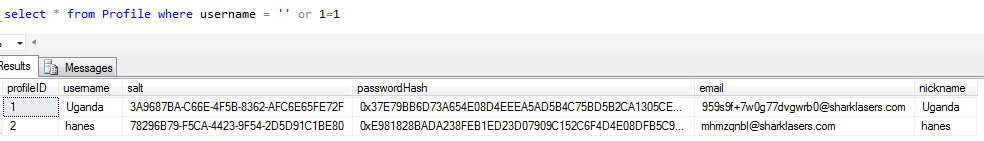 select * from Profile where username = '' or 1=1
Results Messages
profileID username salt passwordHash email nickname
1 Uganda 3A9687BA-C66E-4F5B-8362-AFC6E65FE72F 0x37E79BB6D73A654E08D4EEEA5AD5B4C75BD5B2CA1305CE... 959s9f+7w0g77dvgwrb0@sharklasers.com Uganda
2 hanes 78296B79-F5CA-4423-9F54-2D5D91C1BE80 0xE981828BADA238FEB1ED23D07909C152C6F4D4E08DFB5C9... mhmzqnbl@sharklasers.com hanes